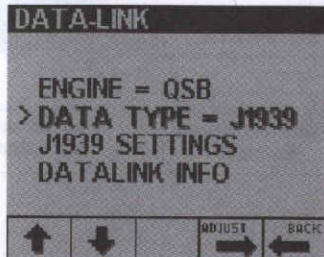 DATA-LINK
ENGINE = QSB
> DATA TYPE = J1939
J1939 SETTINGS
DATALINK INFO
ADJUST BACK